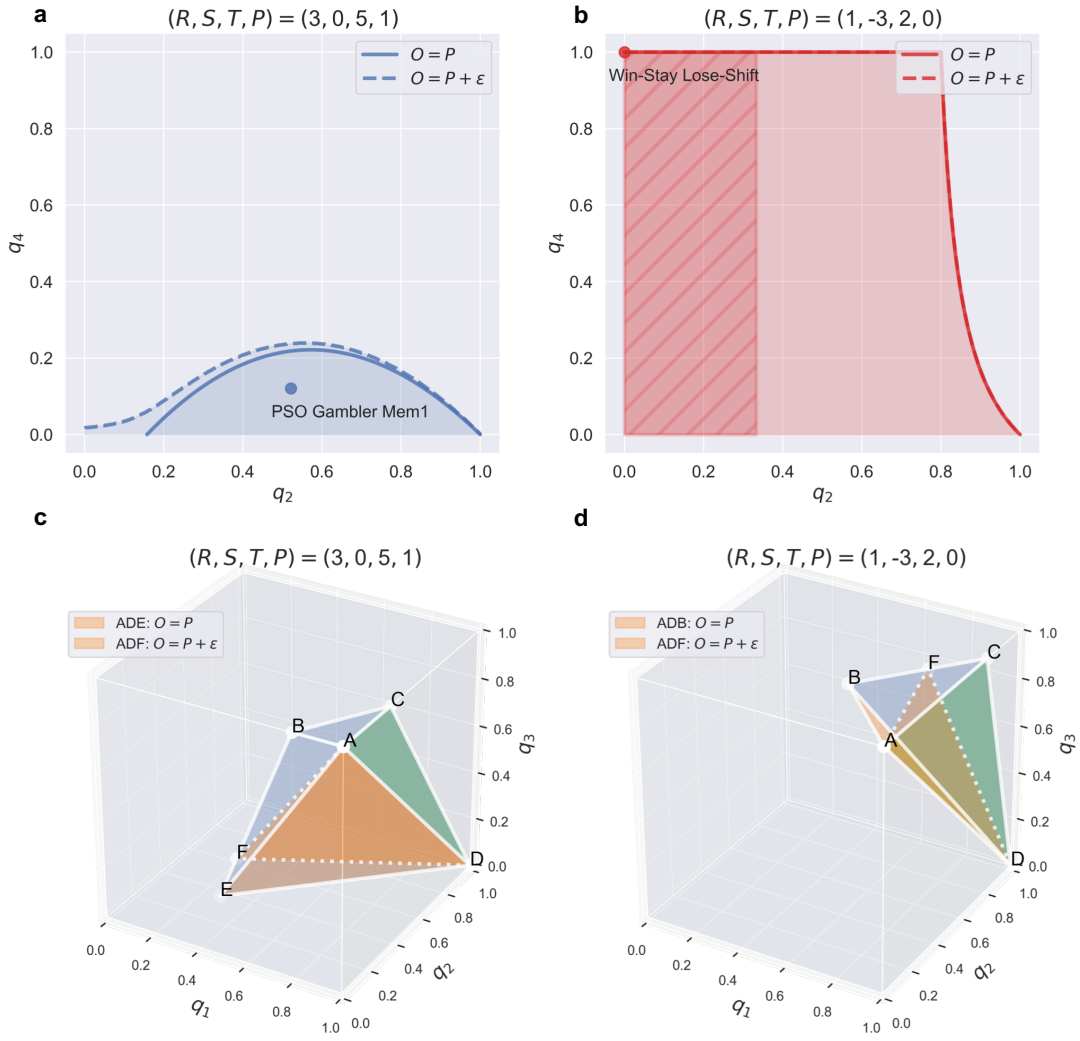 a
(R, S, T, P) = (3, 0, 5, 1)
O = P
O = P + ε
PSO Gambler Mem1
1.0
0.8
0.6
0.4
0.2
0.0
q4
0.0 0.2 0.4 0.6 0.8 1.0
q2
b
(R, S, T, P) = (1, -3, 2, 0)
O = P
O = P + ε
Win-Stay Lose-Shift
1.0
0.8
0.6
0.4
0.2
0.0
q4
0.0 0.2 0.4 0.6 0.8 1.0
q2
c
(R, S, T, P) = (3, 0, 5, 1)
ADE: O = P
ADF: O = P + ε
A
B
C
D
E
F
1.0
0.8
0.6
0.4
0.2
0.0
q3
0.0 0.2 0.4 0.6 0.8 1.0
q1
0.0 0.2 0.4 0.6 0.8 1.0
q2
d
(R, S, T, P) = (1, -3, 2, 0)
ADB: O = P
ADF: O = P + ε
A
B
C
D
F
1.0
0.8
0.6
0.4
0.2
0.0
q3
0.0 0.2 0.4 0.6 0.8 1.0
q1
0.0 0.2 0.4 0.6 0.8 1.0
q2